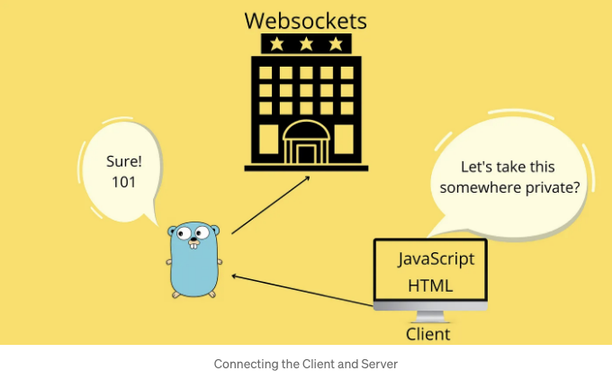 Websockets
Sure!
101
Let's take this
somewhere private?
JavaScript
HTML
Client
Connecting the Client and Server